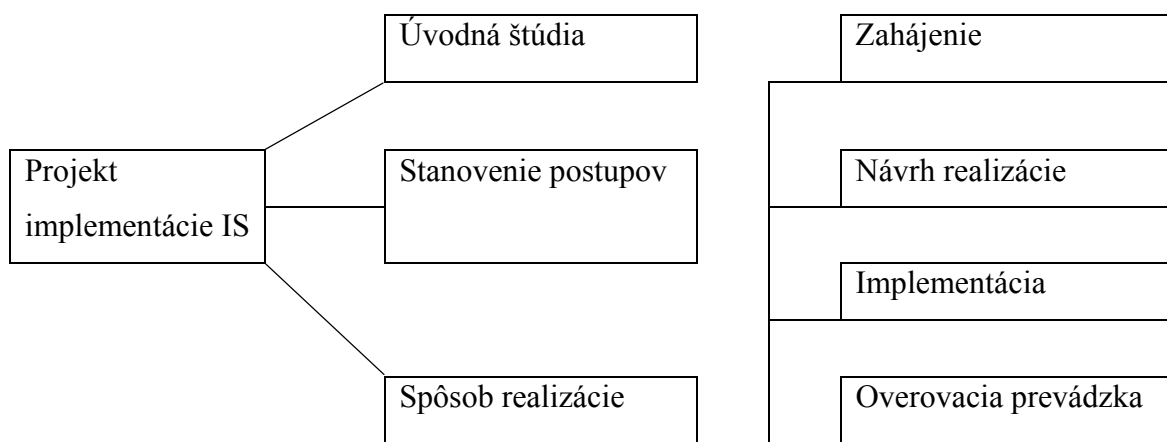 Úvodná štúdia
Zahájenie
Projekt
implementácie IS
Stanovenie postupov
Návrh realizácie
Implementácia
Spôsob realizácie
Overovacia prevádzka